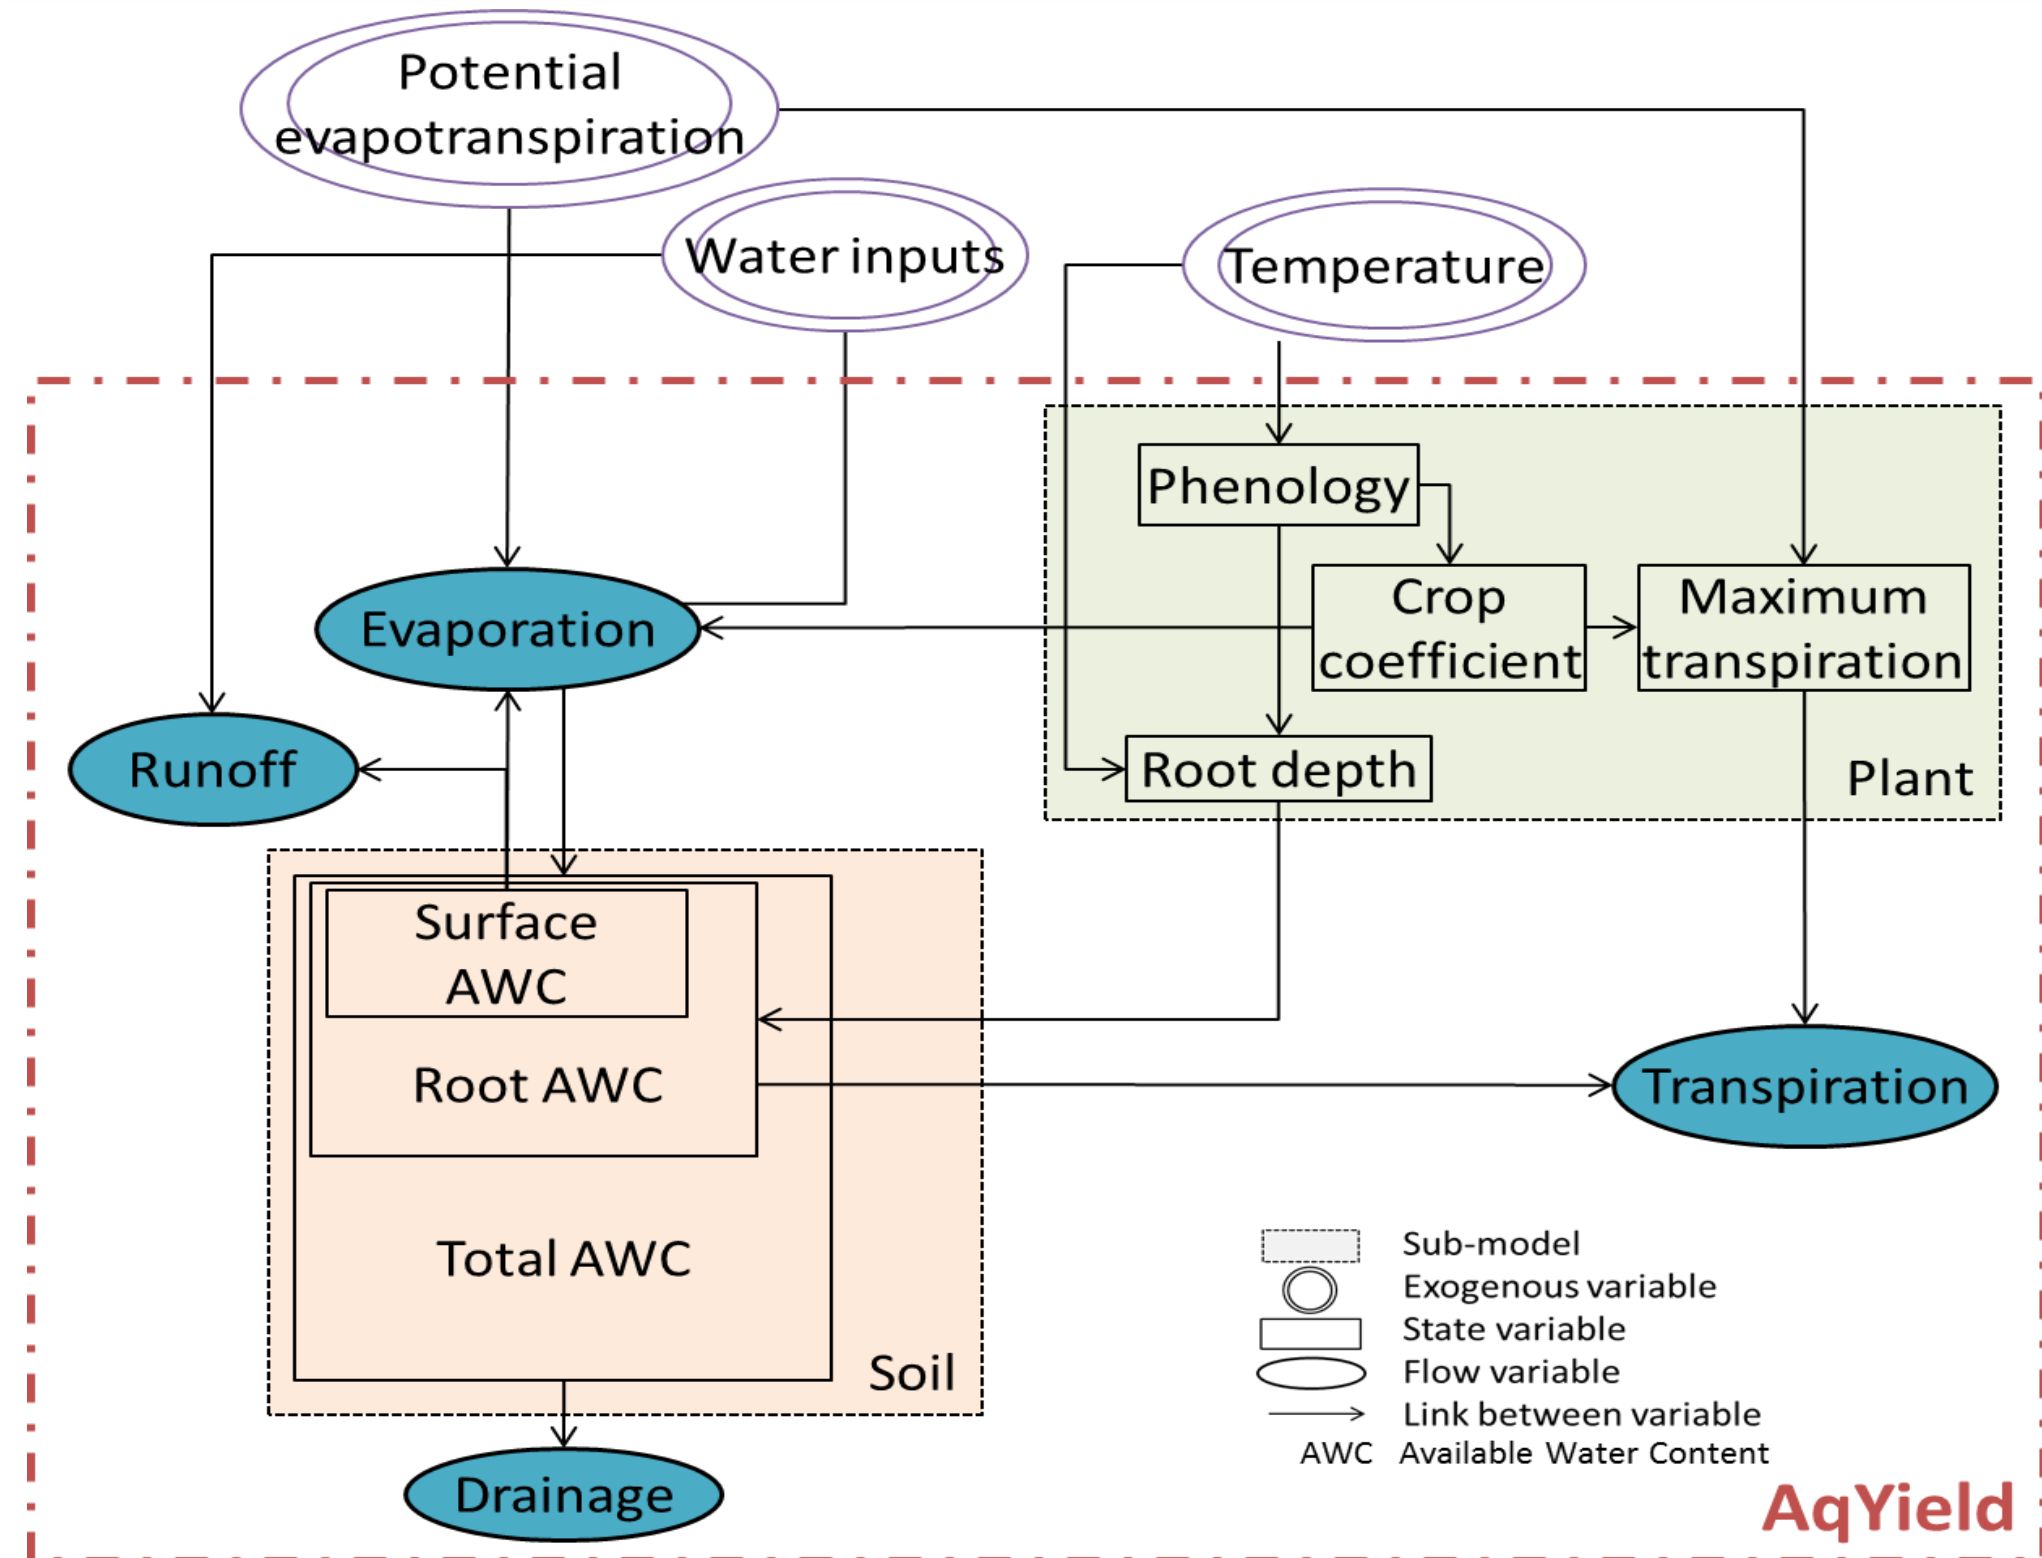 Potential
evapotranspiration
Water inputs
Temperature
Phenology
Crop
coefficient
Maximum
transpiration
Evaporation
Runoff
Root depth
Plant
Surface
AWC
Root AWC
Transpiration
Total AWC
Soil
Drainage
Sub-model
Exogenous variable
State variable
Flow variable
Link between variable
AWC Available Water Content
AqYield